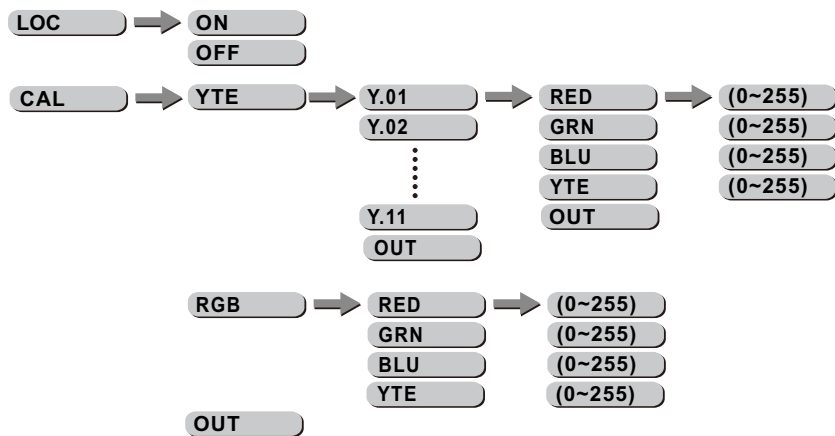 LOC ON
OFF
CAL YTE Y.01 RED (0~255)
Y.02 GRN (0~255)
BLU (0~255)
YTE (0~255)
Y.11 OUT
OUT
RGB RED (0~255)
GRN (0~255)
BLU (0~255)
YTE (0~255)
OUT